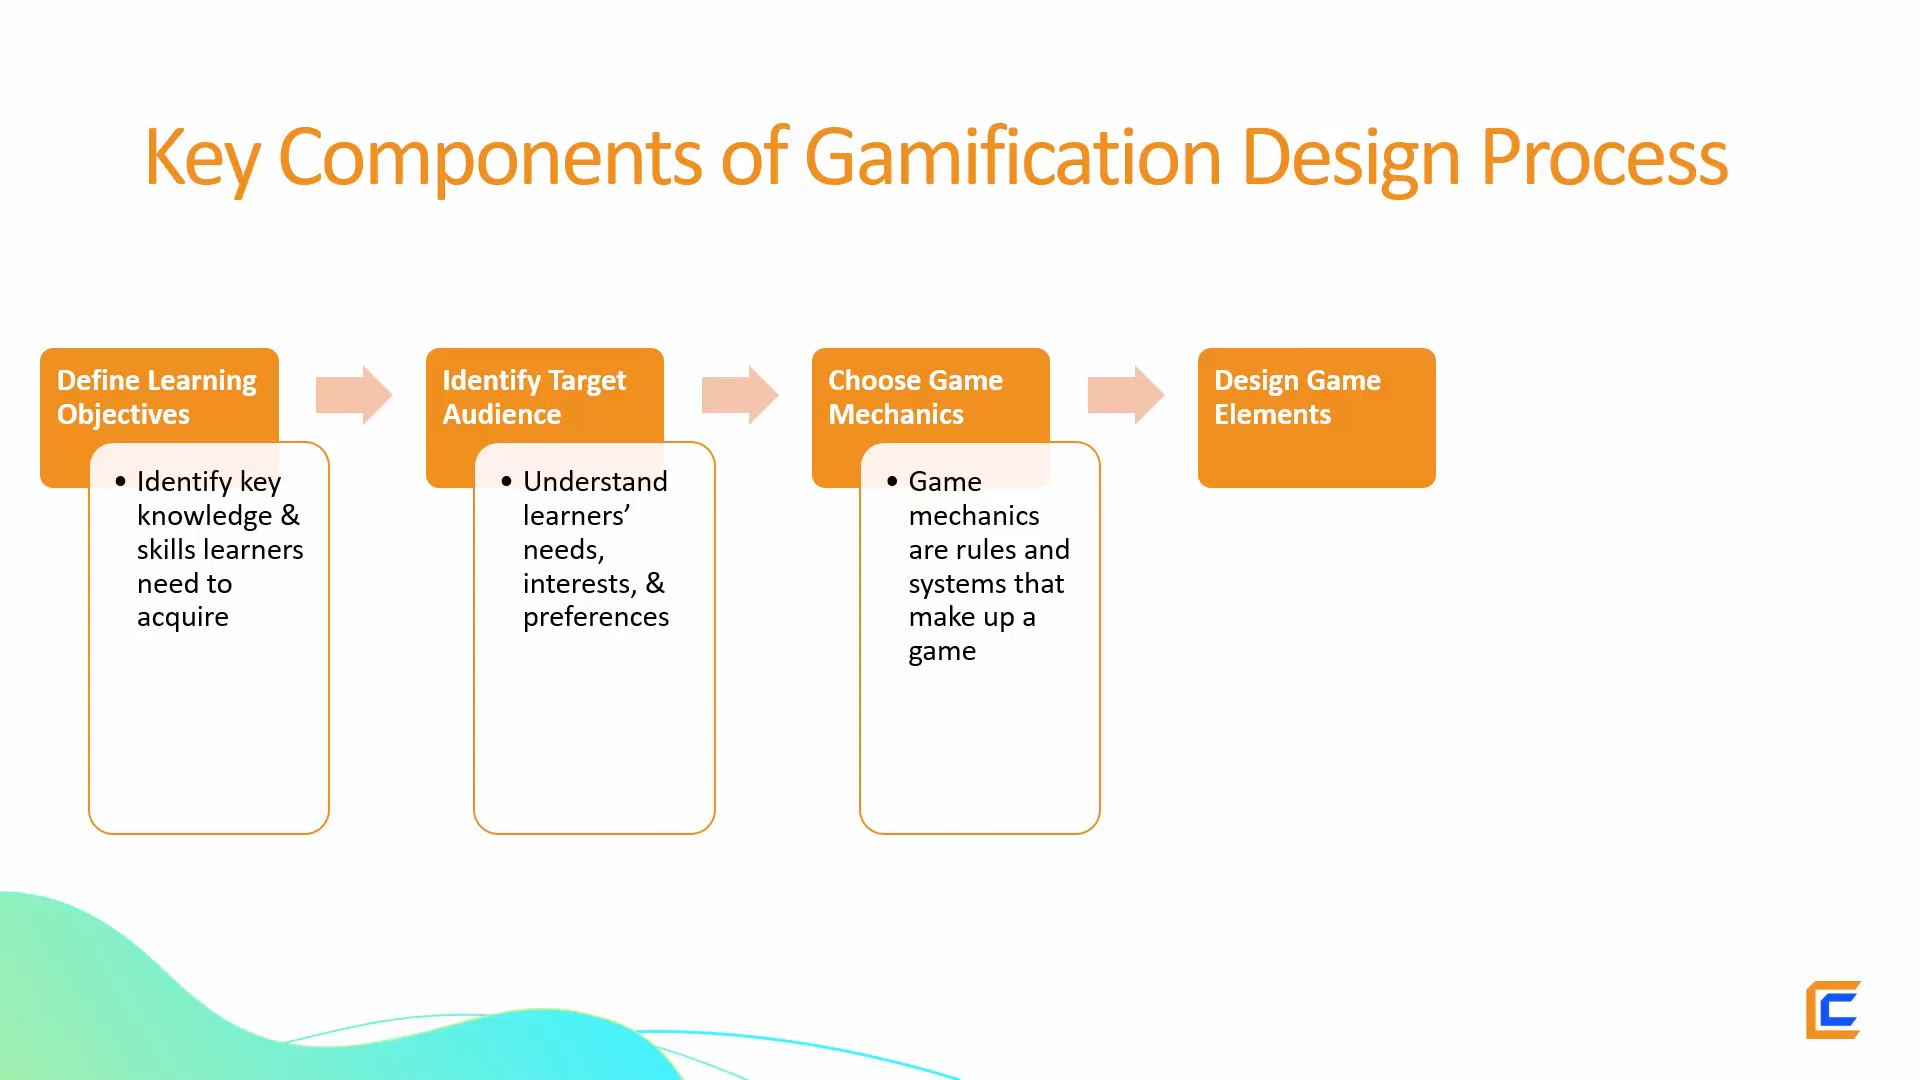 Key Components of Gamification Design Process
Define Learning
Objectives
• Identify key
knowledge &
skills learners
need to
acquire
Identify Target
Audience
• Understand
learners’
needs,
interests, &
preferences
Choose Game
Mechanics
• Game
mechanics
are rules and
systems that
make up a
game
Design Game
Elements